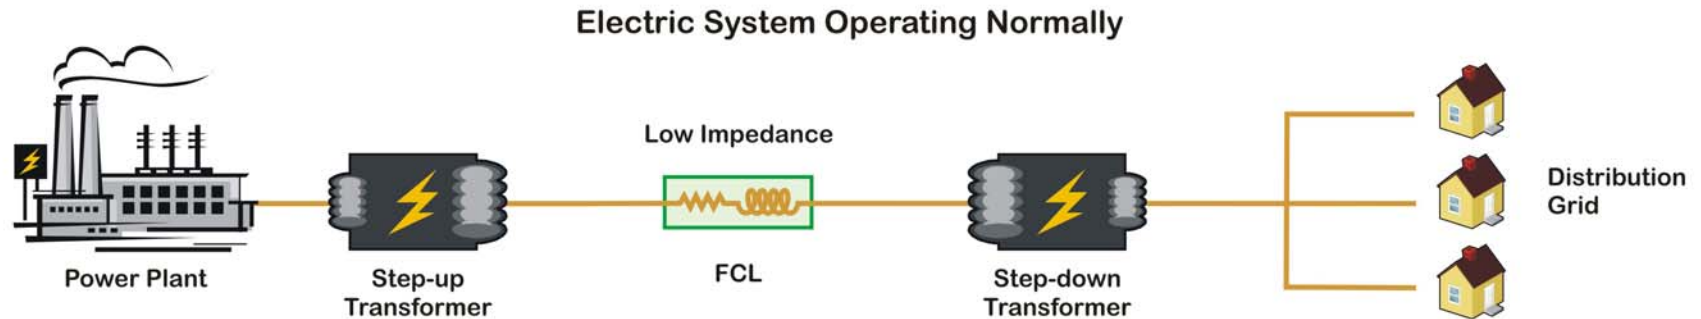 Electric System Operating Normally
Low Impedance
Distribution
Grid
Power Plant
Step-up
Transformer
FCL
Step-down
Transformer